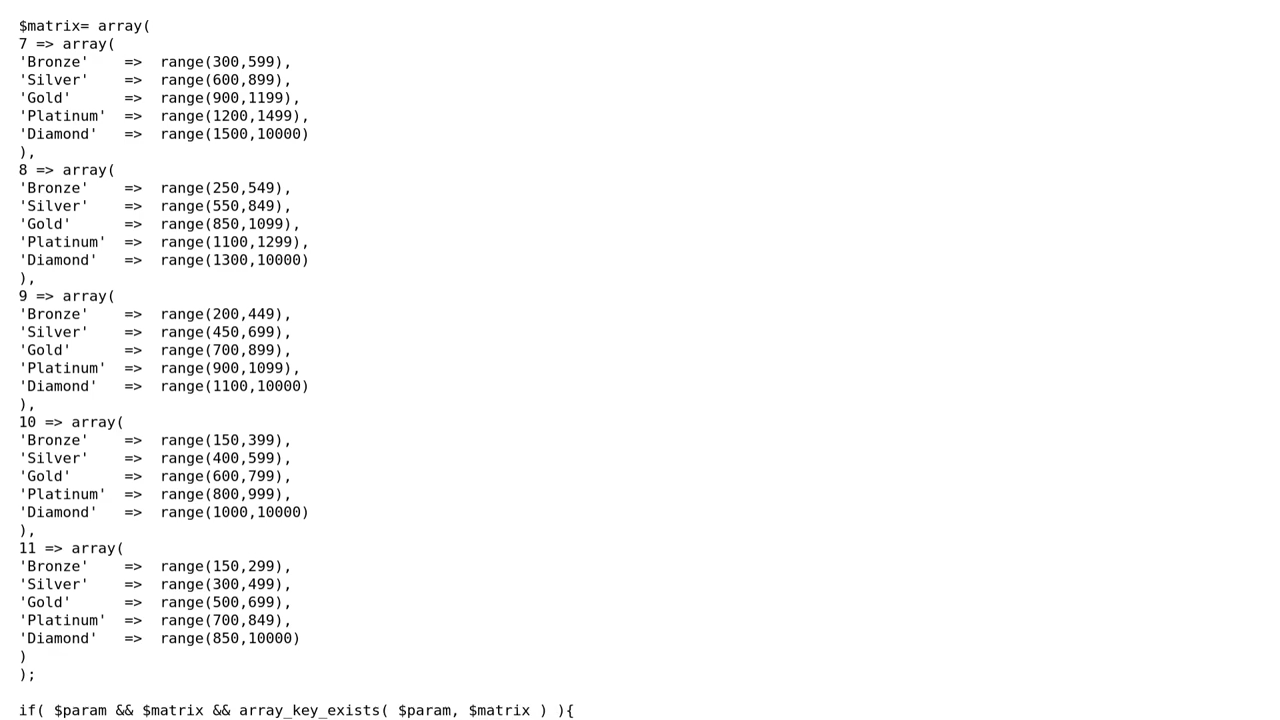 $matrix= array(
7 => array(
'Bronze'    =>  range(300,599),
'Silver'    =>  range(600,899),
'Gold'      =>  range(900,1199),
'Platinum'  =>  range(1200,1499),
'Diamond'   =>  range(1500,10000)
),
8 => array(
'Bronze'    =>  range(250,549),
'Silver'    =>  range(550,849),
'Gold'      =>  range(850,1099),
'Platinum'  =>  range(1100,1299),
'Diamond'   =>  range(1300,10000)
),
9 => array(
'Bronze'    =>  range(200,449),
'Silver'    =>  range(450,699),
'Gold'      =>  range(700,899),
'Platinum'  =>  range(900,1099),
'Diamond'   =>  range(1100,10000)
),
10 => array(
'Bronze'    =>  range(150,399),
'Silver'    =>  range(400,599),
'Gold'      =>  range(600,799),
'Platinum'  =>  range(800,999),
'Diamond'   =>  range(1000,10000)
),
11 => array(
'Bronze'    =>  range(150,299),
'Silver'    =>  range(300,499),
'Gold'      =>  range(500,699),
'Platinum'  =>  range(700,849),
'Diamond'   =>  range(850,10000)
)
);

if( $param && $matrix && array_key_exists( $param, $matrix ) ){